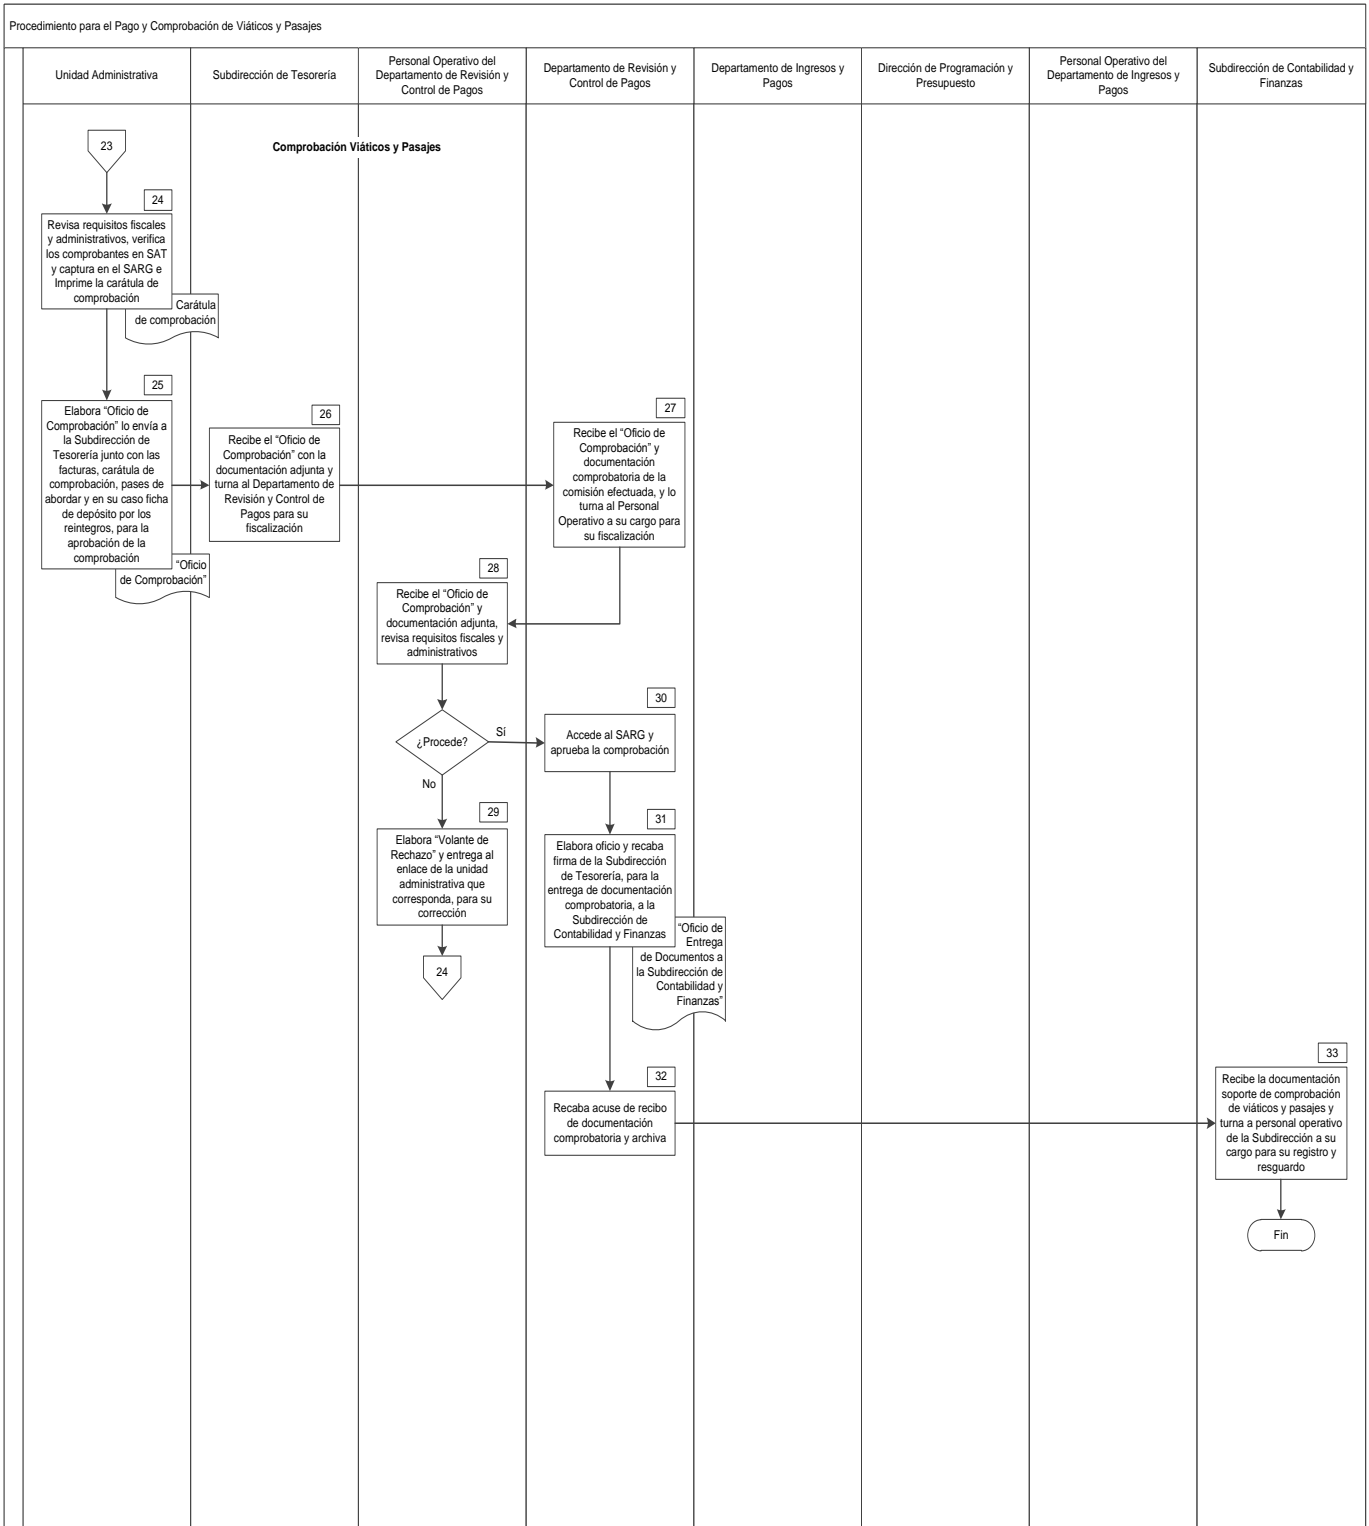 Procedimiento para el Pago y Comprobación de Viáticos y Pasajes
Unidad Administrativa
Subdirección de Tesorería
Personal Operativo del
Departamento de Revisión y
Control de Pagos
Departamento de Revisión y
Control de Pagos
Departamento de Ingresos y
Pagos
Dirección de Programación y
Presupuesto
Personal Operativo del
Departamento de Ingresos y
Pagos
Subdirección de Contabilidad y
Finanzas
Comprobación Viáticos y Pasajes
23
24
Revisa requisitos fiscales
y administrativos, verifica
los comprobantes en SAT
y captura en el SARG e
Imprime la carátula de
comprobación
Carátula
de comprobación
25
Elabora “Oficio de
Comprobación” lo envía a
la Subdirección de
Tesorería junto con las
facturas, carátula de
comprobación, pases de
abordar y en su caso ficha
de depósito por los
reintegros, para la
aprobación de la
comprobación
“Oficio
de Comprobación”
26
Recibe el “Oficio de
Comprobación” con la
documentación adjunta y
turna al Departamento de
Revisión y Control de
Pagos para su
fiscalización
27
Recibe el “Oficio de
Comprobación” y
documentación
comprobatoria de la
comisión efectuada, y lo
turna al Personal
Operativo a su cargo para
su fiscalización
28
Recibe el “Oficio de
Comprobación” y
documentación adjunta,
revisa requisitos fiscales y
administrativos
¿Procede?
Sí
No
29
Elabora “Volante de
Rechazo” y entrega al
enlace de la unidad
administrativa que
corresponda, para su
corrección
24
30
Accede al SARG y
aprueba la comprobación
31
Elabora oficio y recaba
firma de la Subdirección
de Tesorería, para la
entrega de documentación
comprobatoria, a la
Subdirección de
Contabilidad y Finanzas
“Oficio de
Entrega
de Documentos a
la Subdirección de
Contabilidad y
Finanzas”
32
Recaba acuse de recibo
de documentación
comprobatoria y archiva
33
Recibe la documentación
soporte de comprobación
de viáticos y pasajes y
turna a personal operativo
de la Subdirección a su
cargo para su registro y
resguardo
Fin